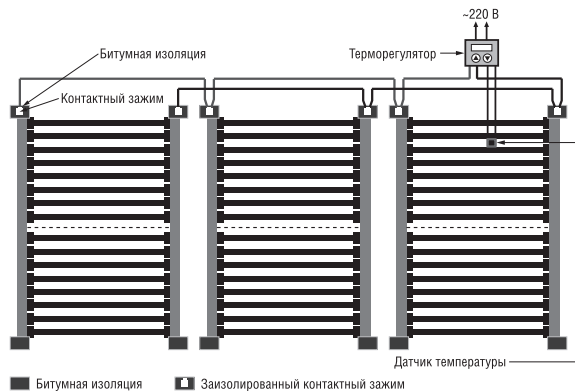 ~220 В
Битумная изоляция
Терморегулятор
Контактный зажим
Датчик температуры
Битумная изоляция
Заизолированный контактный зажим